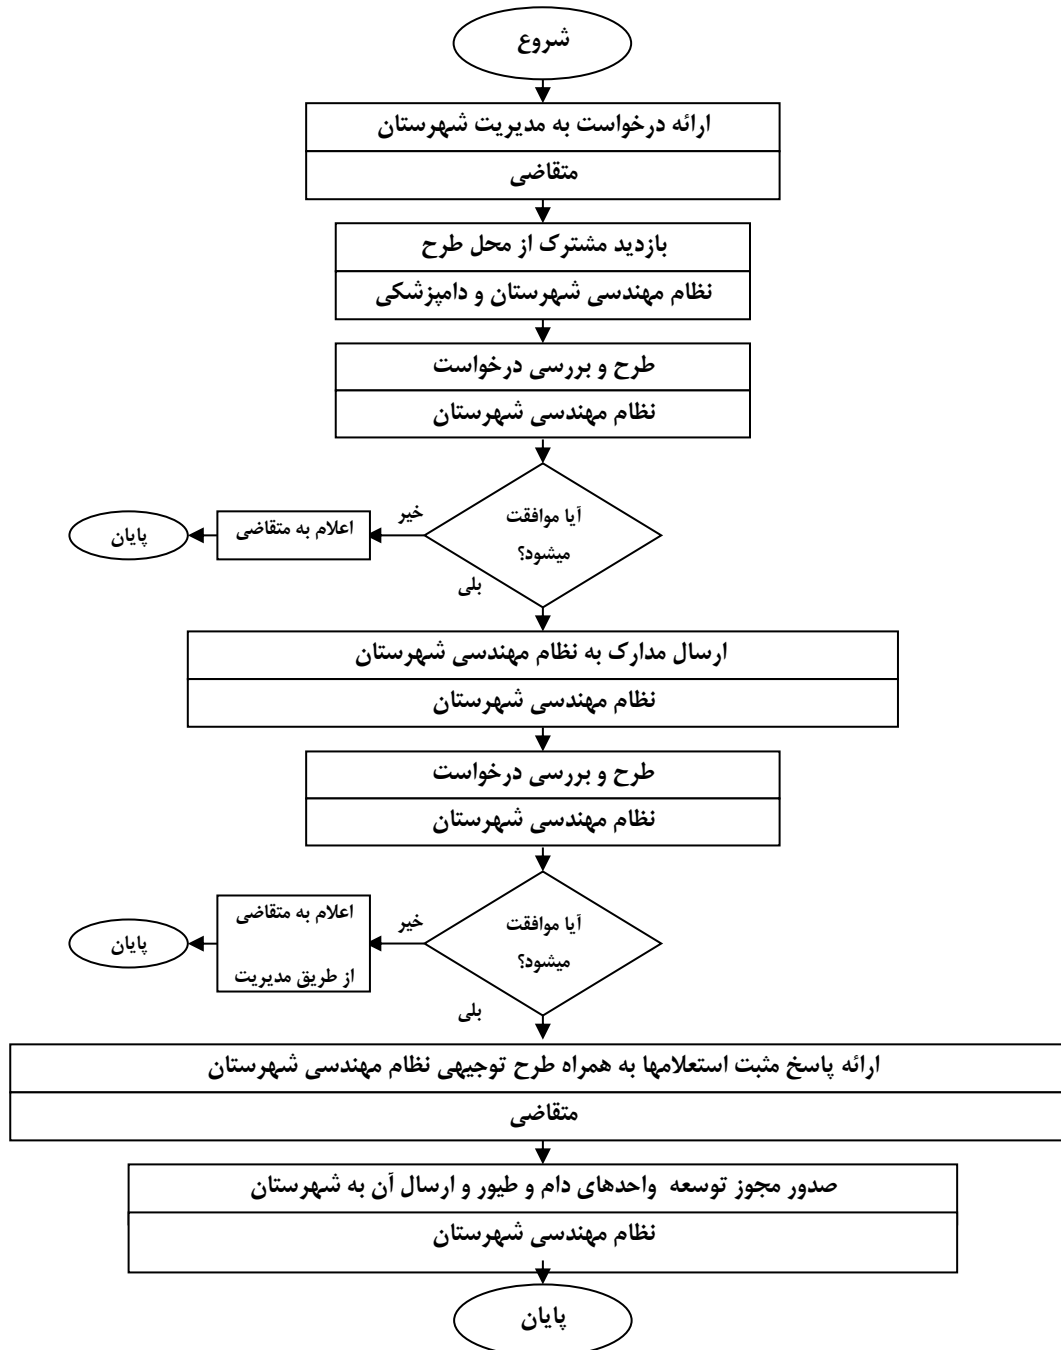 شروع
ارائه درخواست به مدیریت شهرستان
متقاضی
بازدید مشترک از محل طرح
نظام مهندسی شهرستان و دامپزشکی
طرح و بررسی درخواست
نظام مهندسی شهرستان
آیا موافقت
میشود؟
خیر
اعلام به متقاضی
پایان
بلی
ارسال مدارک به نظام مهندسی شهرستان
نظام مهندسی شهرستان
طرح و بررسی درخواست
نظام مهندسی شهرستان
آیا موافقت
میشود؟
خیر
اعلام به متقاضی
از طریق مدیریت
پایان
بلی
ارائه پاسخ مثبت استعلامها به همراه طرح توجیهی نظام مهندسی شهرستان
متقاضی
صدور مجوز توسعه واحدهای دام و طیور و ارسال آن به شهرستان
نظام مهندسی شهرستان
پایان